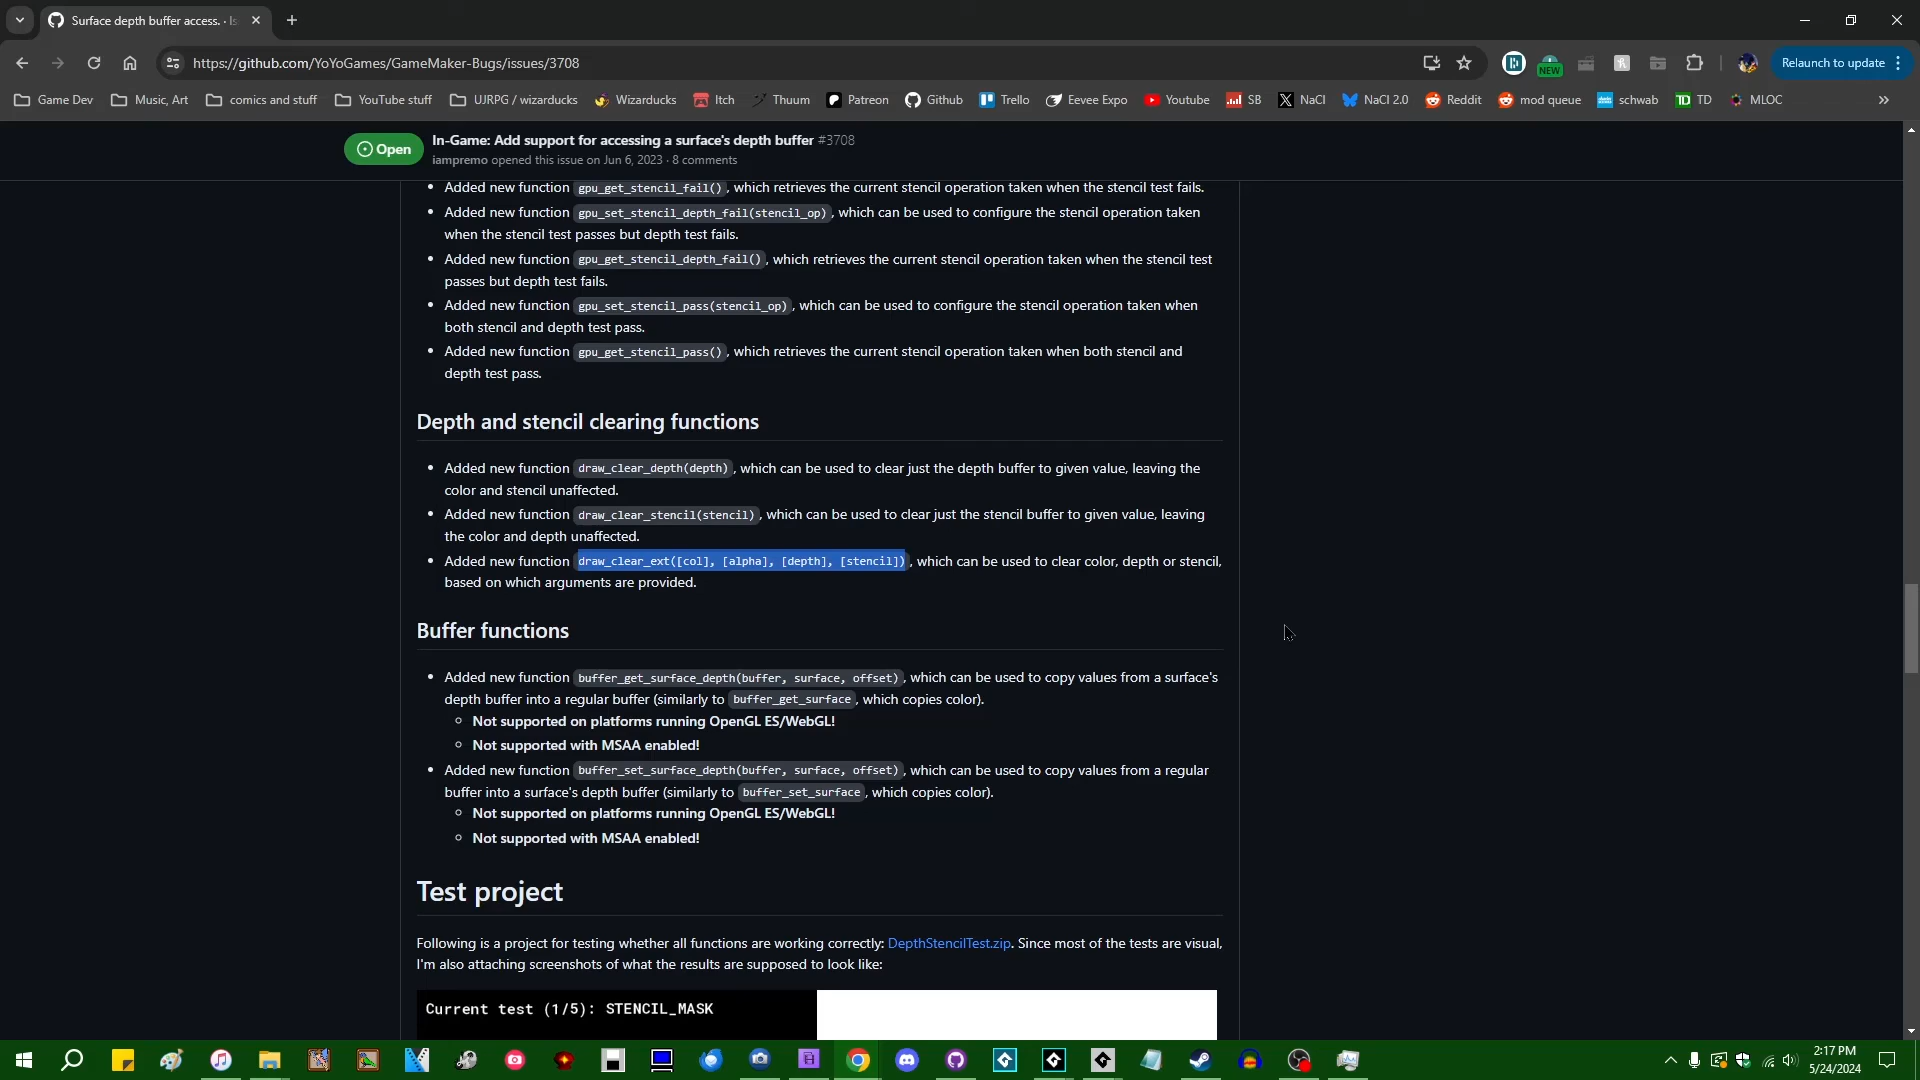 Surface depth buffer access. · Is
https://github.com/YoYoGames/GameMaker-Bugs/issues/3708
NEW
Relaunch to update
Game Dev
Music, Art
comics and stuff
YouTube stuff
UJRPG / wizarducks
Wizarducks
Itch
Thuum
Patreon
Github
Trello
Eevee Expo
Youtube
SB
NaCl
NaCl 2.0
Reddit
mod queue
schwab
TD
MLOC
Open
In-Game: Add support for accessing a surface's depth buffer #3708
iampremo opened this issue on Jun 6, 2023 · 8 comments
• Added new function gpu_get_stencil_fail(), which retrieves the current stencil operation taken when the stencil test fails.
• Added new function gpu_set_stencil_depth_fail(stencil_op), which can be used to configure the stencil operation taken
when the stencil test passes but depth test fails.
• Added new function gpu_get_stencil_depth_fail(), which retrieves the current stencil operation taken when the stencil test
passes but depth test fails.
• Added new function gpu_set_stencil_pass(stencil_op), which can be used to configure the stencil operation taken when
both stencil and depth test pass.
• Added new function gpu_get_stencil_pass(), which retrieves the current stencil operation taken when both stencil and
depth test pass.
Depth and stencil clearing functions
• Added new function draw_clear_depth(depth), which can be used to clear just the depth buffer to given value, leaving the
color and stencil unaffected.
• Added new function draw_clear_stencil(stencil), which can be used to clear just the stencil buffer to given value, leaving
the color and depth unaffected.
• Added new function draw_clear_ext([col], [alpha], [depth], [stencil]), which can be used to clear color, depth or stencil,
based on which arguments are provided.
Buffer functions
• Added new function buffer_get_surface_depth(buffer, surface, offset), which can be used to copy values from a surface's
depth buffer into a regular buffer (similarly to buffer_get_surface, which copies color).
◦ Not supported on platforms running OpenGL ES/WebGL!
◦ Not supported with MSAA enabled!
• Added new function buffer_set_surface_depth(buffer, surface, offset), which can be used to copy values from a regular
buffer into a surface's depth buffer (similarly to buffer_set_surface, which copies color).
◦ Not supported on platforms running OpenGL ES/WebGL!
◦ Not supported with MSAA enabled!
Test project
Following is a project for testing whether all functions are working correctly: DepthStencilTest.zip. Since most of the tests are visual,
I'm also attaching screenshots of what the results are supposed to look like:
Current test (1/5): STENCIL_MASK
2:17 PM
5/24/2024